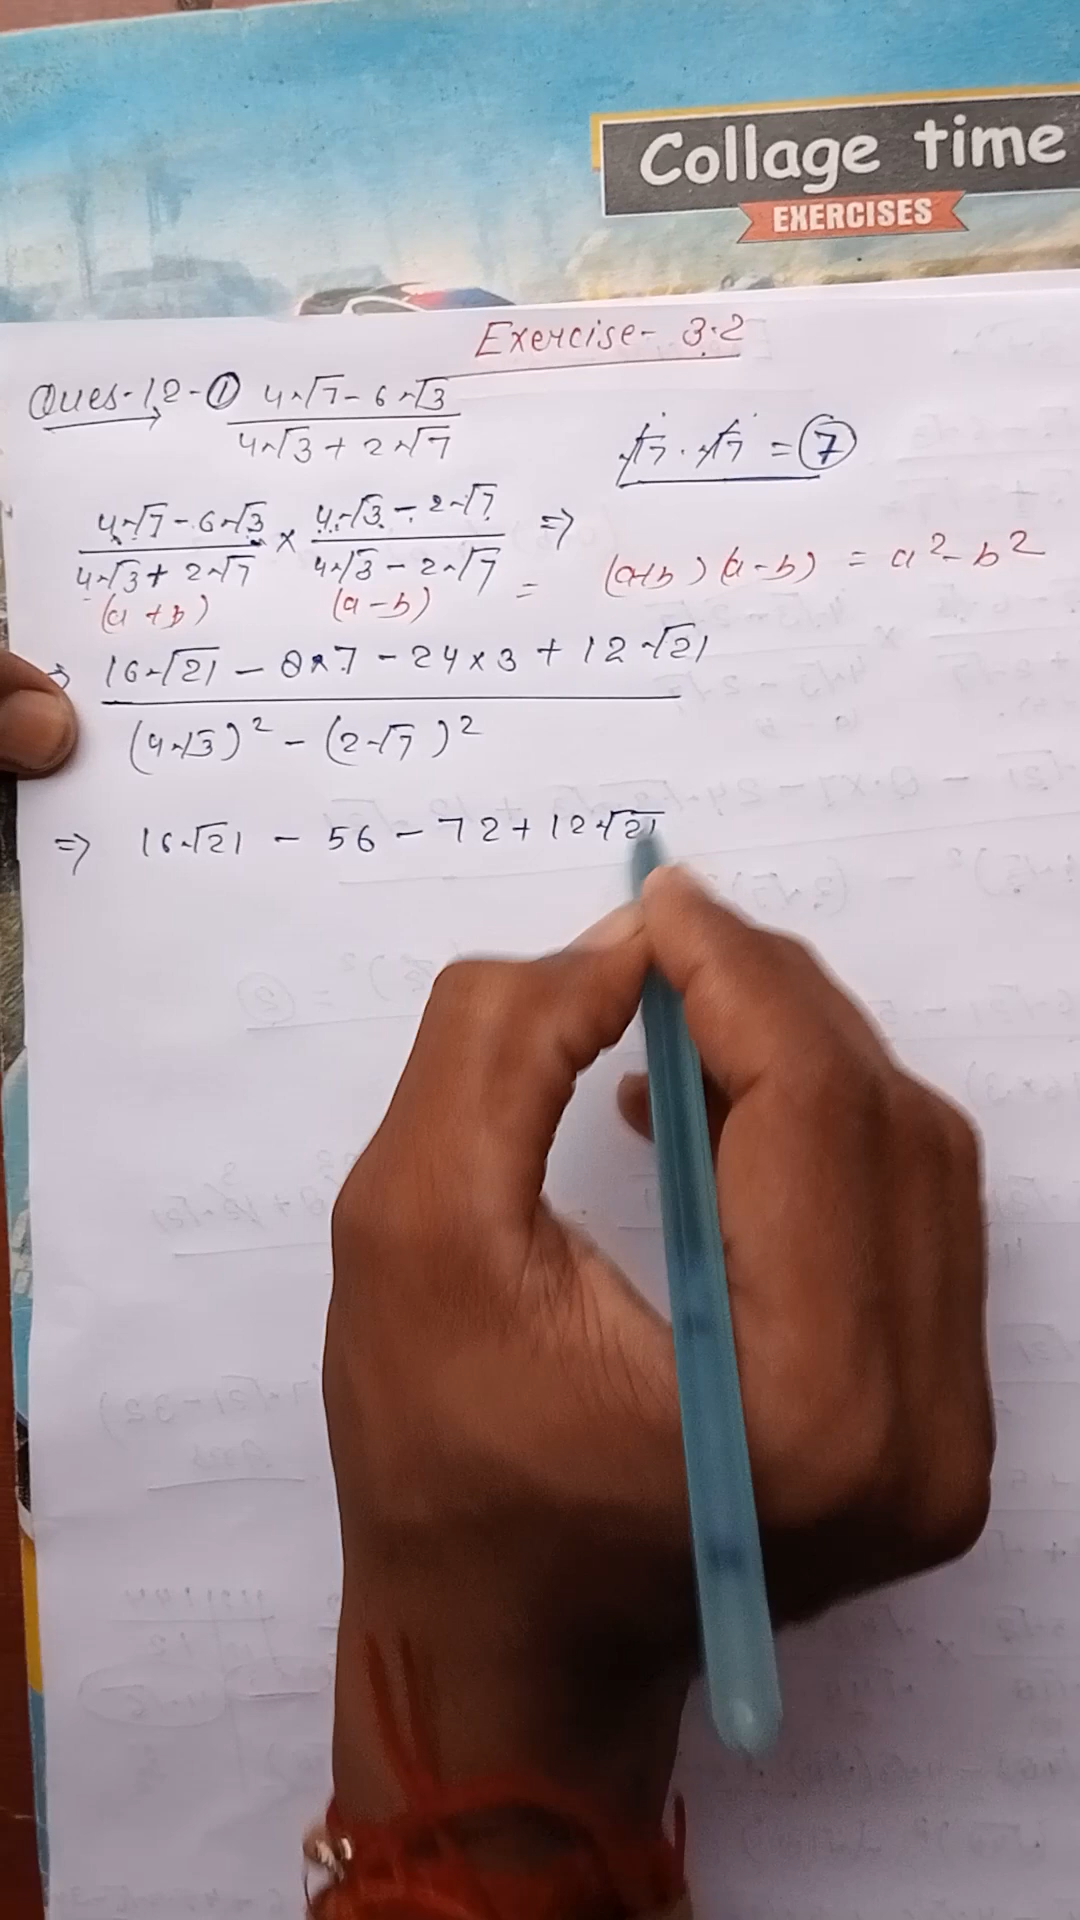 Collage time
EXERCISES
Exercise- 3.2
Ques-12-① 4√7 - 6√3
4√3 + 2√7
√7 . √7 = 7
4√7 - 6√3 × 4√3 - 2√7 ⇒
4√3 + 2√7 4√3 - 2√7 =
(a+b) (a-b) = a² - b²
(a + b) (a - b)
⇒ 16√21 - 8×7 - 24×3 + 12√21
(4√3)² - (2√7)²
⇒ 16√21 - 56 - 72 + 12√21